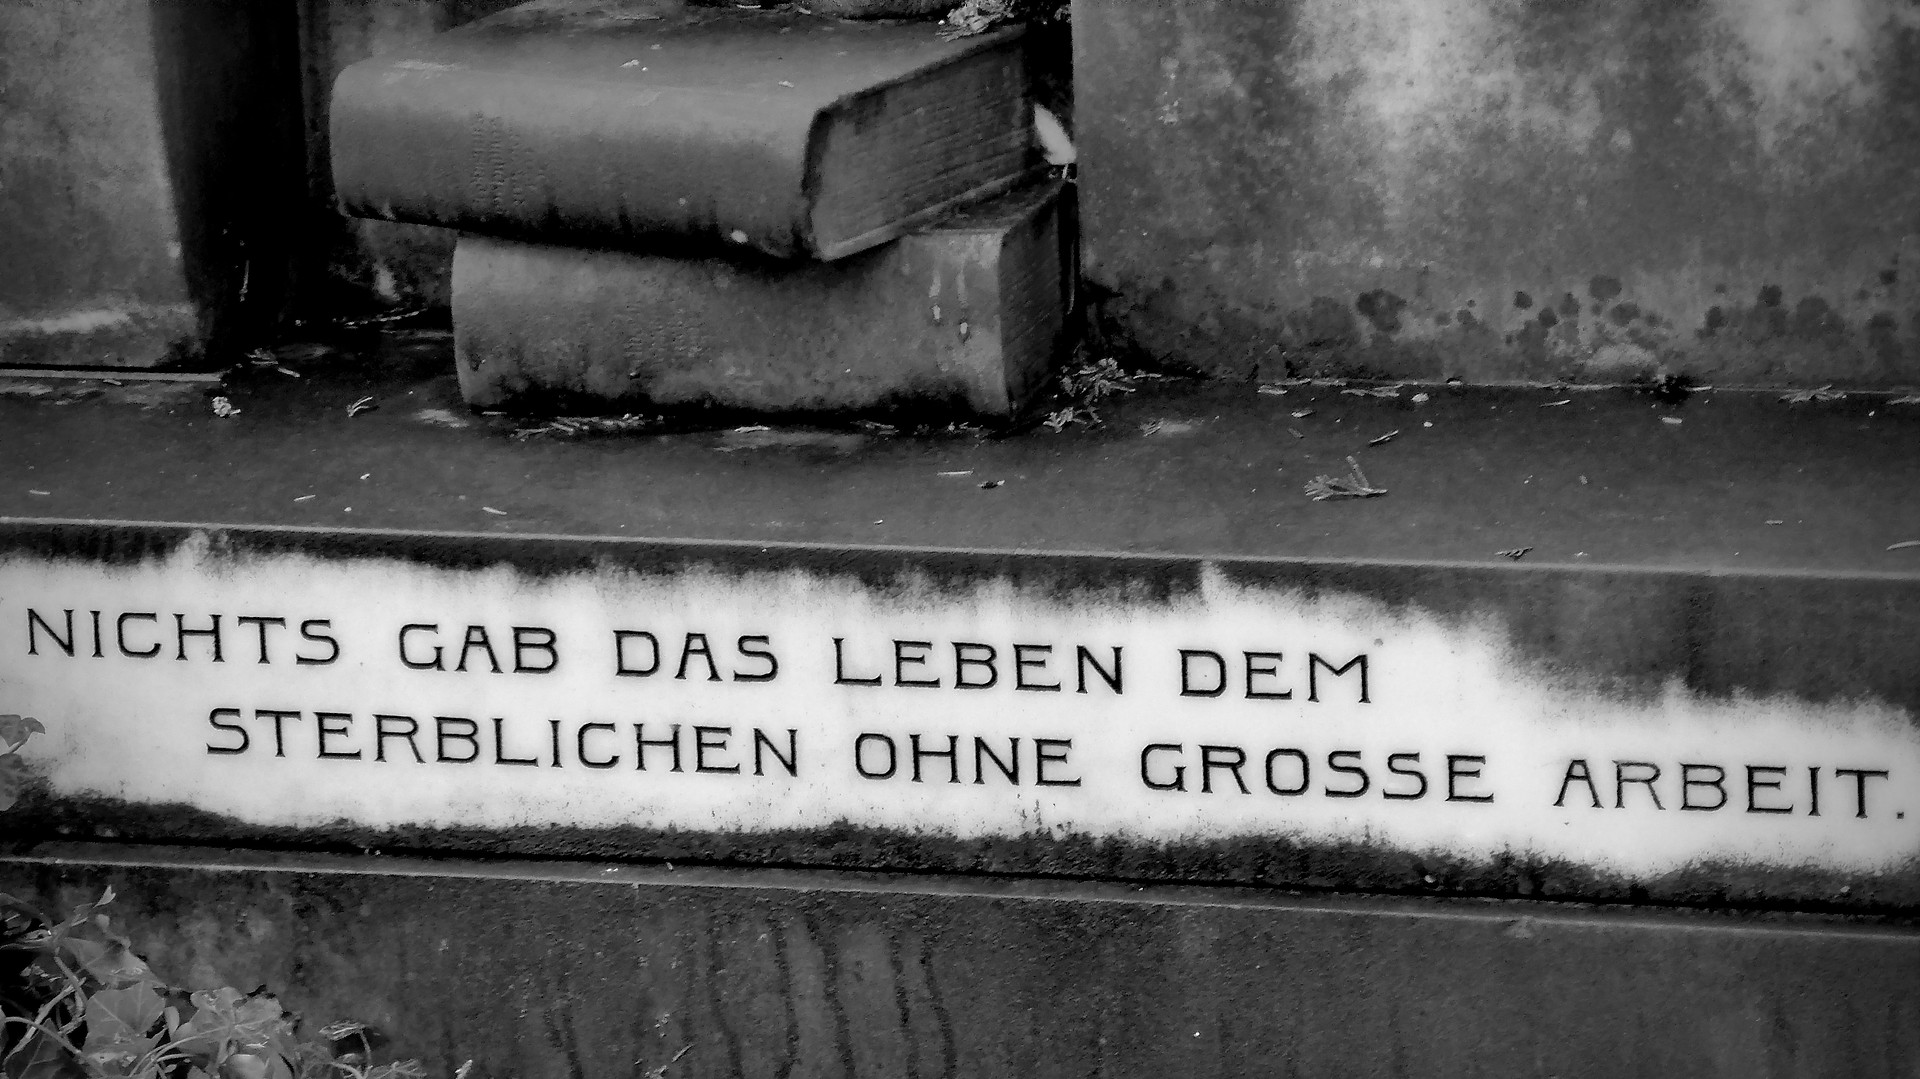 NICHTS GAB DAS LEBEN DEM
STERBLICHEN OHNE GROSSE ARBEIT.